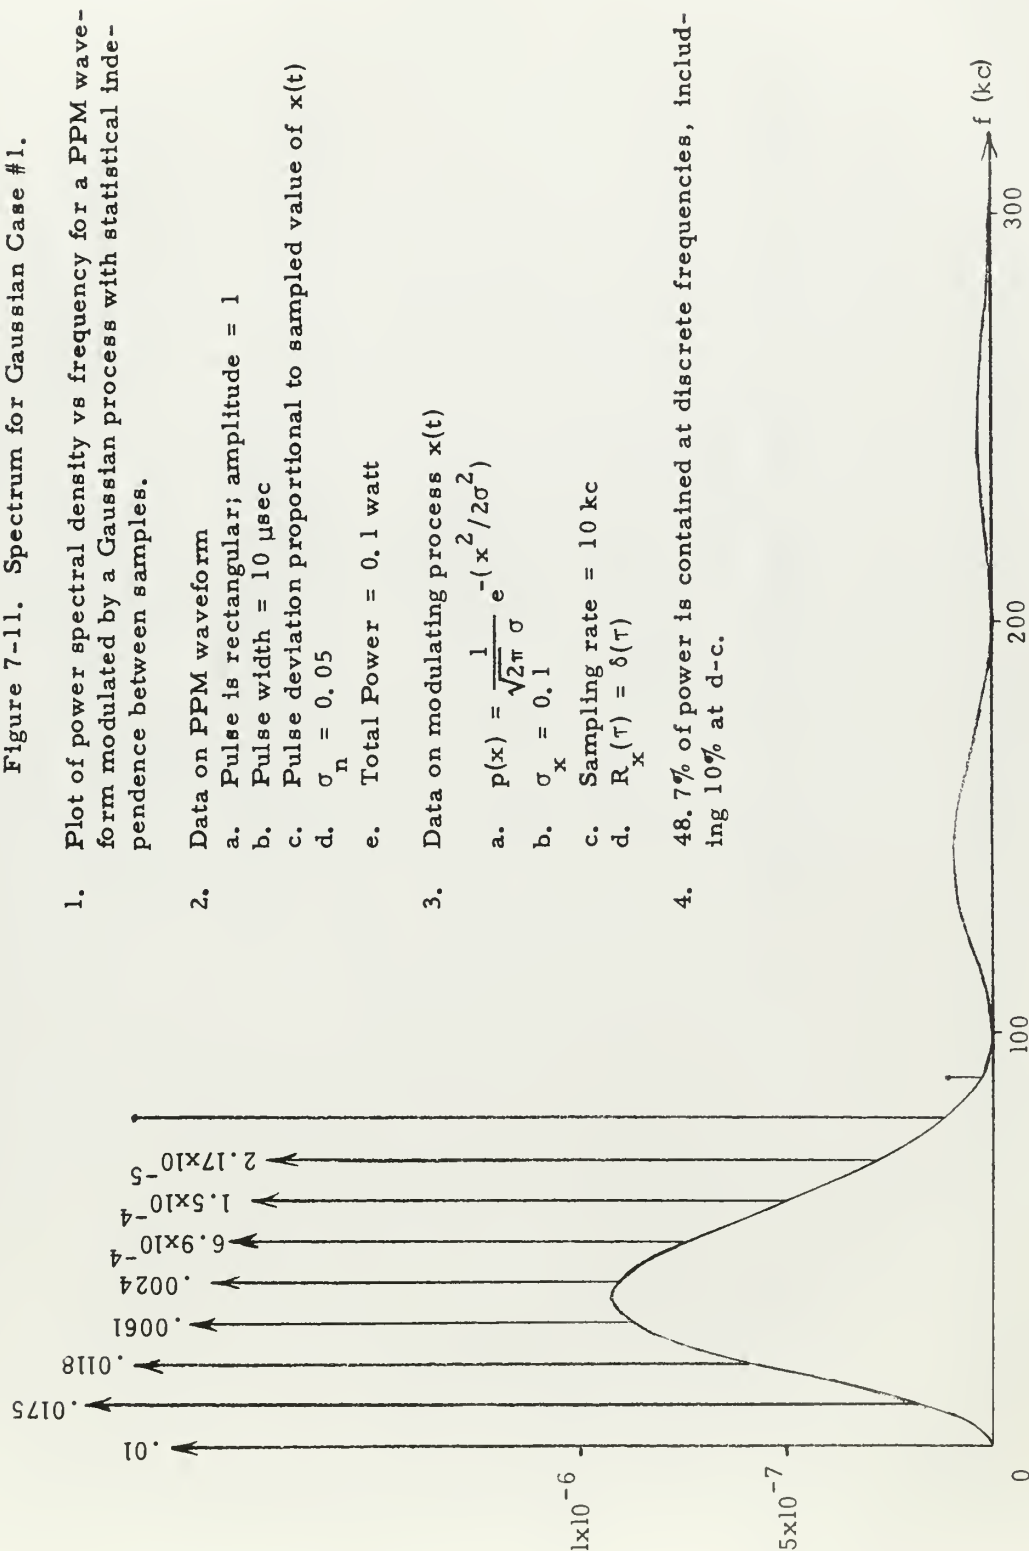 Figure 7-11. Spectrum for Gaussian Case #1.
1. Plot of power spectral density vs frequency for a PPM wave-
form modulated by a Gaussian process with statistical inde-
pendence between samples.
2. Data on PPM waveform
a. Pulse is rectangular; amplitude = 1
b. Pulse width = 10 μsec
c. Pulse deviation proportional to sampled value of x(t)
d. σₙ = 0.05
e. Total Power = 0.1 watt
3. Data on modulating process x(t)
a. p(x) = 1/(√2π σ) e^-(x²/2σ²)
b. σₓ = 0.1
c. Sampling rate = 10 kc
d. Rₓ(τ) = δ(τ)
4. 48.7% of power is contained at discrete frequencies, includ-
ing 10% at d-c.
.01
.0175
.0118
.0061
.0024
6.9x10⁻⁴
1.5x10⁻⁴
2.17x10⁻⁵
1x10⁻⁶
5x10⁻⁷
0
100
200
300
f (kc)